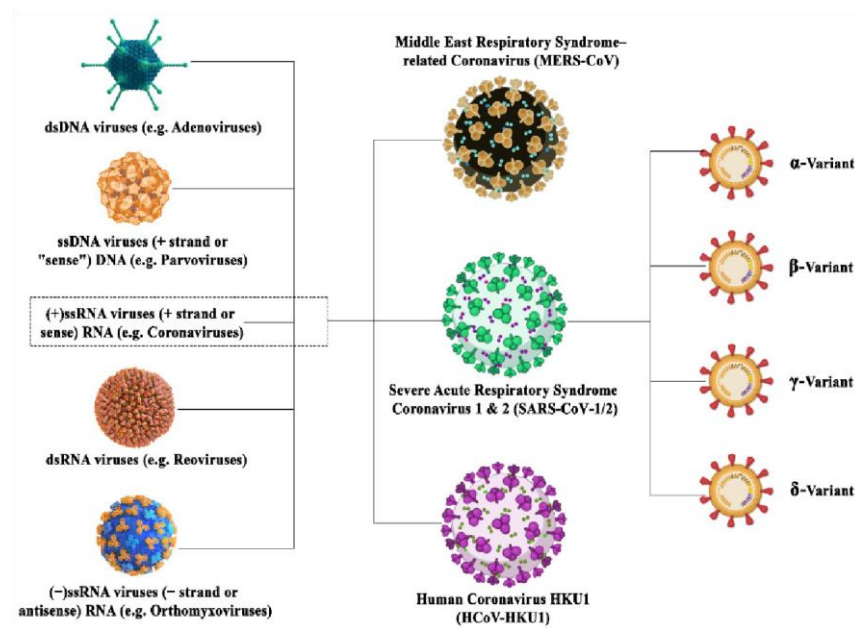 dsDNA viruses (e.g. Adenoviruses)
ssDNA viruses (+ strand or
"sense") DNA (e.g. Parvoviruses)
(+)ssRNA viruses (+ strand or
sense) RNA (e.g. Coronaviruses)
dsRNA viruses (e.g. Reoviruses)
(−)ssRNA viruses (− strand or
antisense) RNA (e.g. Orthomyxoviruses)
Middle East Respiratory Syndrome–
related Coronavirus (MERS-CoV)
Severe Acute Respiratory Syndrome
Coronavirus 1 & 2 (SARS-CoV-1/2)
Human Coronavirus HKU1
(HCoV-HKU1)
α-Variant
β-Variant
γ-Variant
δ-Variant